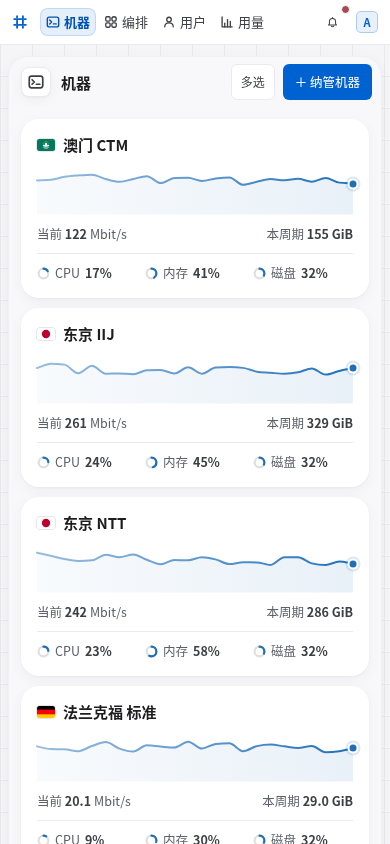 机器 编排 用户 用量 A
机器 多选 纳管机器
澳门 CTM
当前 122 Mbit/s 本周期 155 GiB
CPU 17% 内存 41% 磁盘 32%
东京 IIJ
当前 261 Mbit/s 本周期 329 GiB
CPU 24% 内存 45% 磁盘 32%
东京 NTT
当前 242 Mbit/s 本周期 286 GiB
CPU 23% 内存 58% 磁盘 32%
法兰克福 标准
当前 20.1 Mbit/s 本周期 29.0 GiB
CPU 9% 内存 30% 磁盘 32%